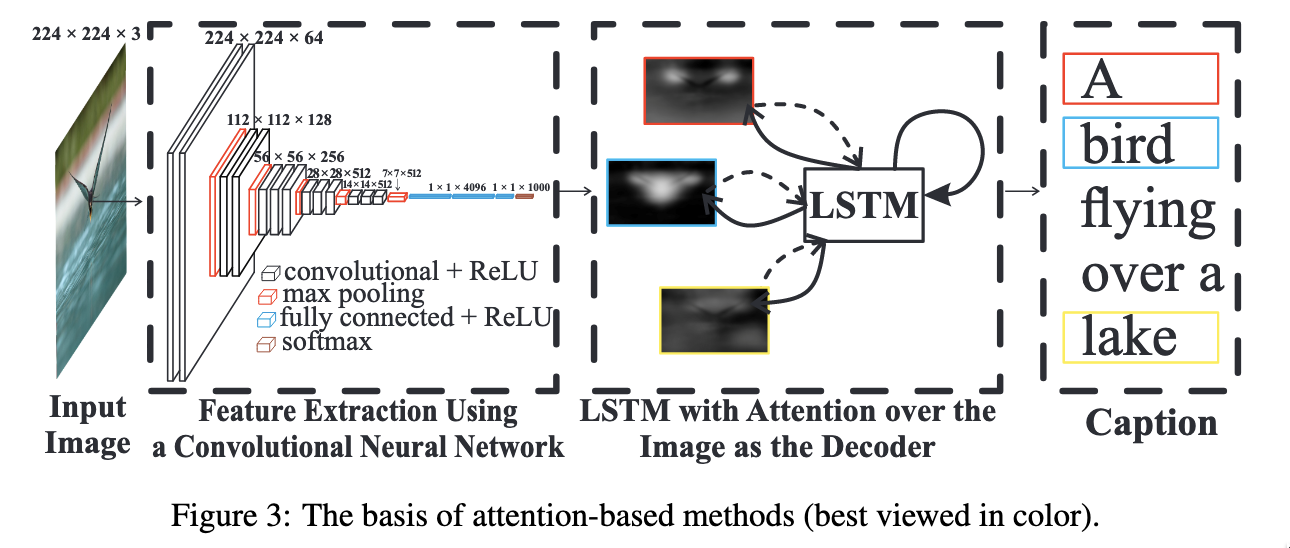 224 × 224 × 3
224 × 224 × 64
112 × 112 × 128
56 × 56 × 256
28×28×512
14×14×512
7×7×512
1 × 1 × 4096
1 × 1 × 1000
convolutional + ReLU
max pooling
fully connected + ReLU
softmax
LSTM
A
bird
flying
over a
lake
Input
Image
Feature Extraction Using
a Convolutional Neural Network
LSTM with Attention over the
Image as the Decoder
Caption
Figure 3: The basis of attention-based methods (best viewed in color).